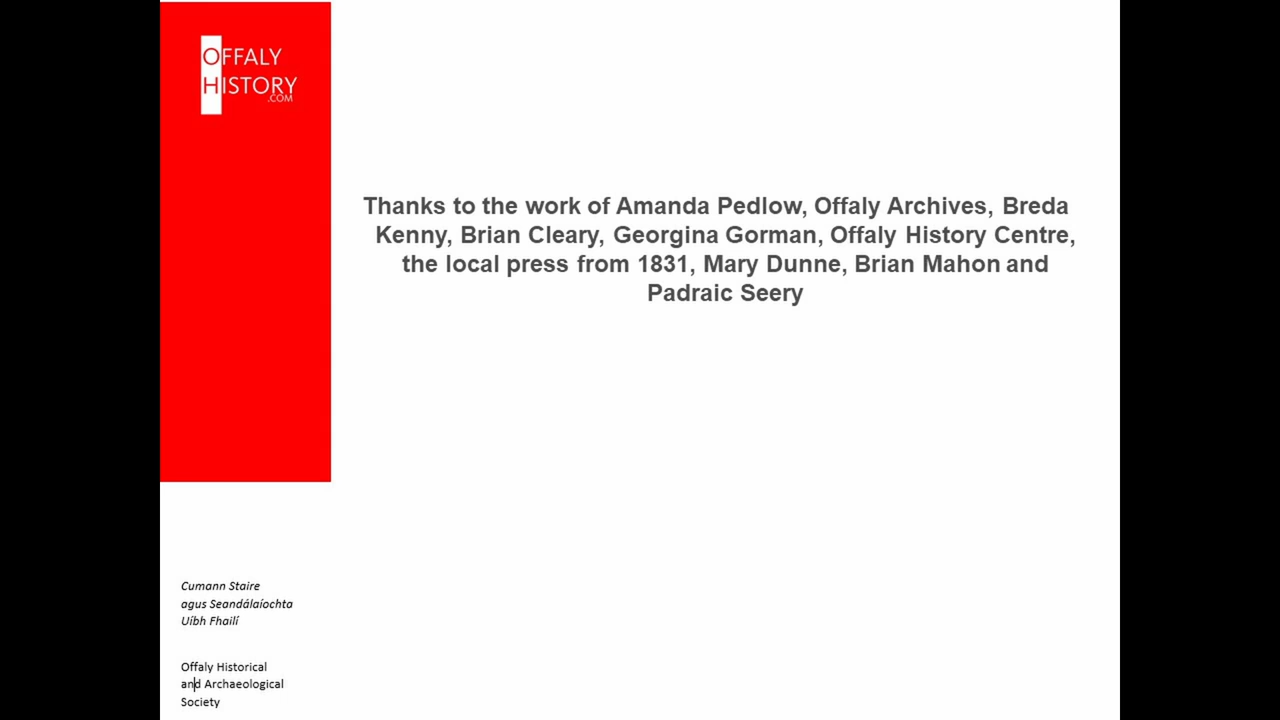 OFFALY
HISTORY
.COM
Thanks to the work of Amanda Pedlow, Offaly Archives, Breda
Kenny, Brian Cleary, Georgina Gorman, Offaly History Centre,
the local press from 1831, Mary Dunne, Brian Mahon and
Padraic Seery
Cumann Staire
agus Seandálaíochta
Uíbh Fhailí
Offaly Historical
and Archaeological
Society